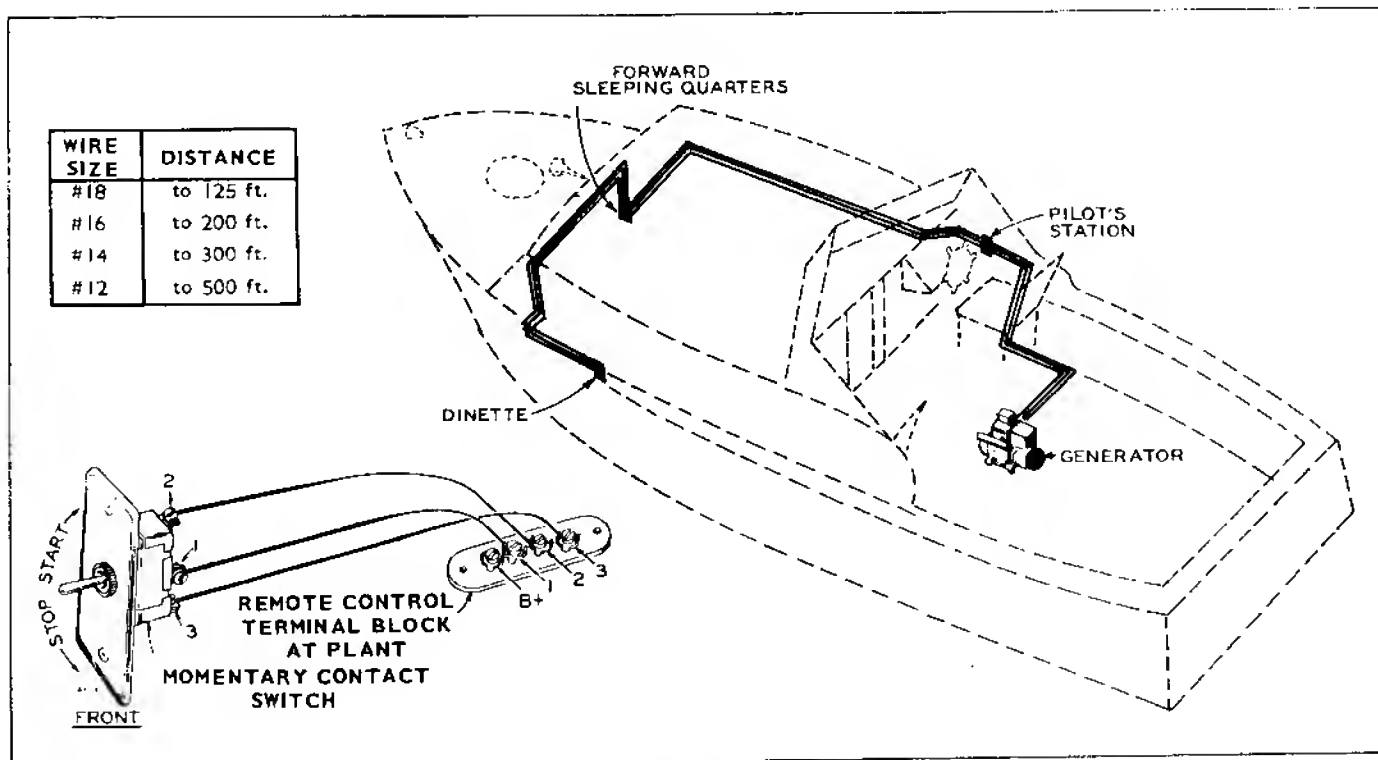 FORWARD
SLEEPING QUARTERS
WIRE SIZE DISTANCE
#18 to 125 ft.
#16 to 200 ft.
#14 to 300 ft.
#12 to 500 ft.
PILOT'S
STATION
DINETTE
GENERATOR
2
1
3
START
STOP
FRONT
B+
1
2
3
REMOTE CONTROL
TERMINAL BLOCK
AT PLANT
MOMENTARY CONTACT
SWITCH